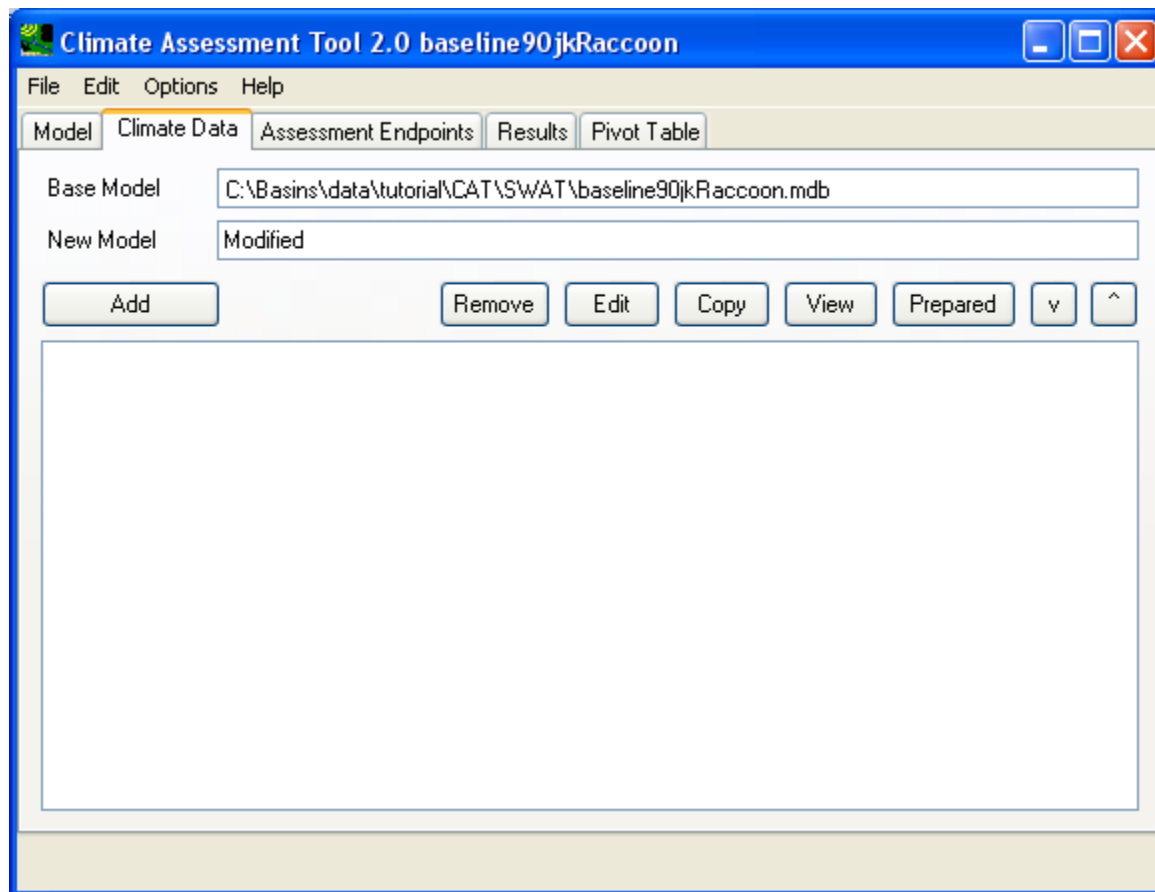 Climate Assessment Tool 2.0 baseline90jkRaccoon
File Edit Options Help
Model Climate Data Assessment Endpoints Results Pivot Table
Base Model C:\Basins\data\tutorial\CAT\SWAT\baseline90jkRaccoon.mdb
New Model Modified
Add Remove Edit Copy View Prepared v ^